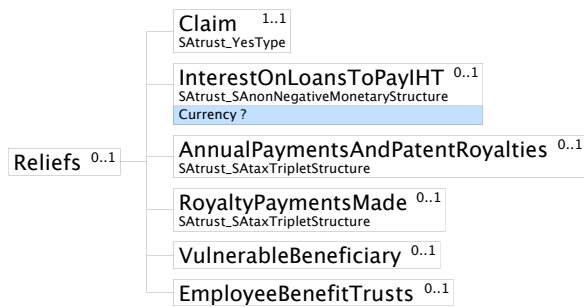 Claim 1..1
SAtrust_YesType
InterestOnLoansToPayIHT 0..1
SAtrust_SAnonNegativeMonetaryStructure
Currency ?
Reliefs 0..1
AnnualPaymentsAndPatentRoyalties 0..1
SAtrust_SAtaxTripletStructure
RoyaltyPaymentsMade 0..1
SAtrust_SAtaxTripletStructure
VulnerableBeneficiary 0..1
EmployeeBenefitTrusts 0..1